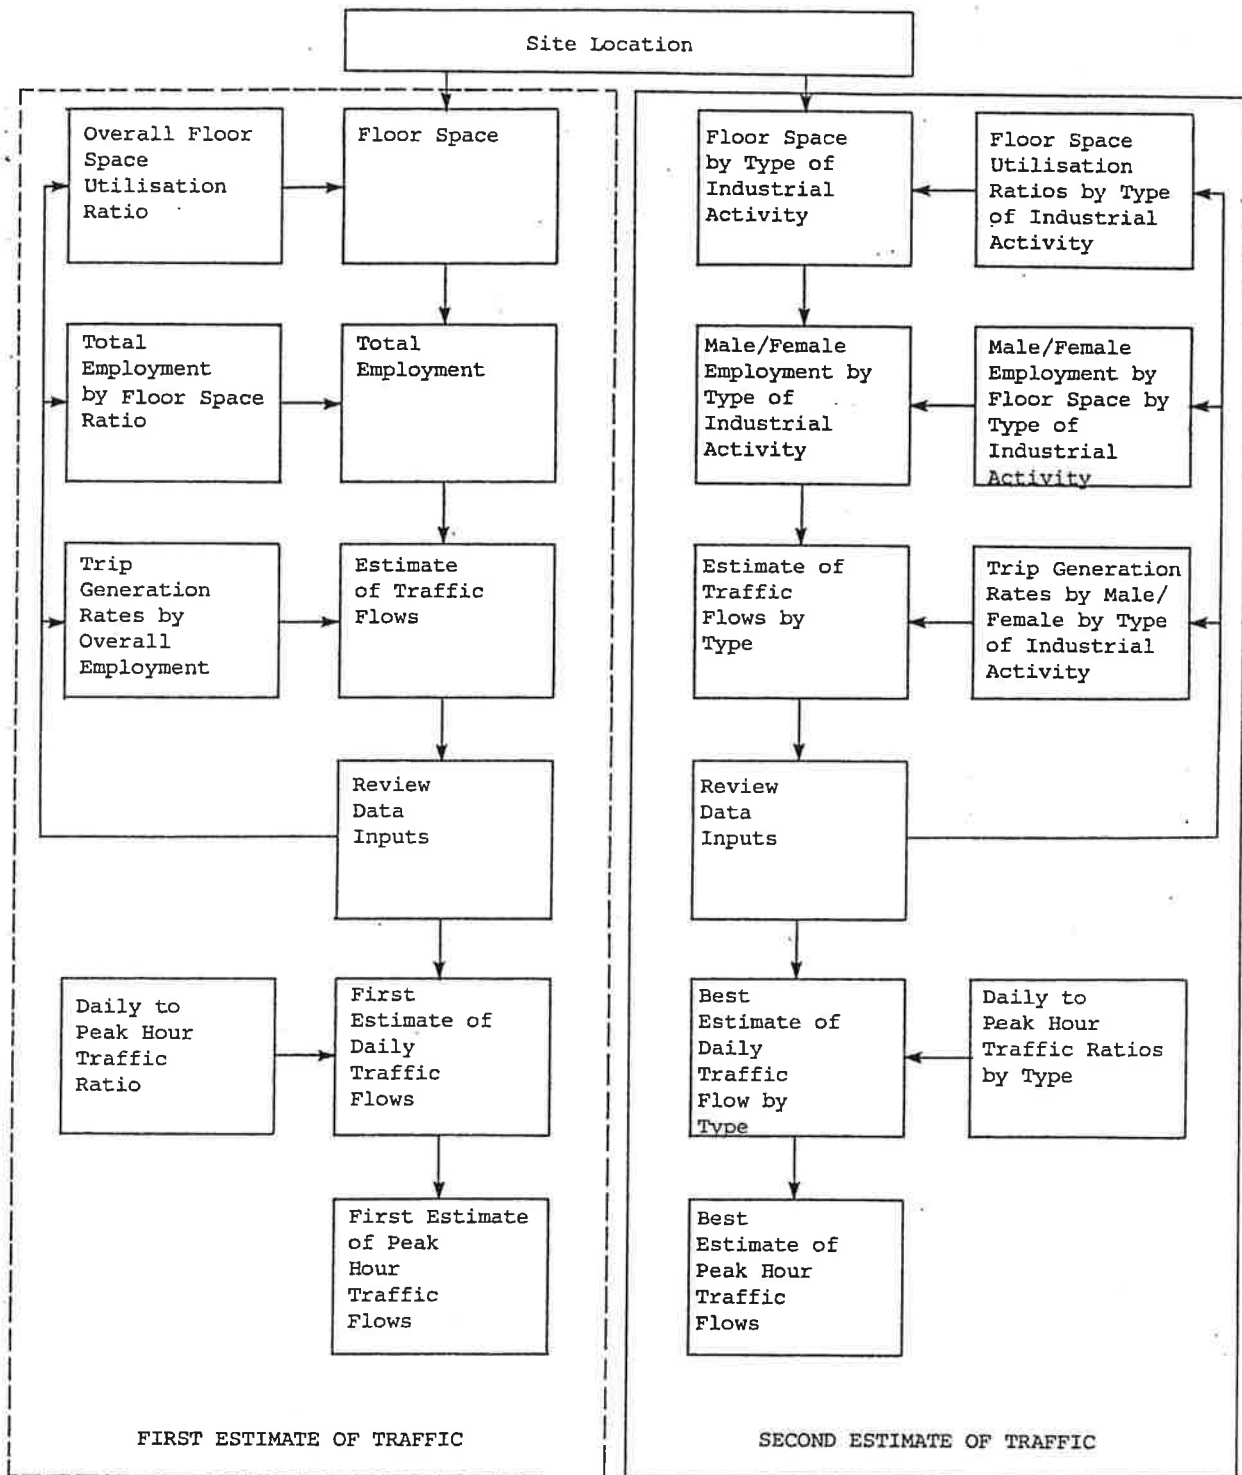 Site Location
Overall Floor
Space
Utilisation
Ratio
Floor Space
Floor Space
by Type of
Industrial
Activity
Floor Space
Utilisation
Ratios by Type
of Industrial
Activity
Total
Employment
by Floor Space
Ratio
Total
Employment
Male/Female
Employment by
Type of
Industrial
Activity
Male/Female
Employment by
Floor Space by
Type of
Industrial
Activity
Trip
Generation
Rates by
Overall
Employment
Estimate
of Traffic
Flows
Estimate of
Traffic
Flows by
Type
Trip Generation
Rates by Male/
Female by Type
of Industrial
Activity
Review
Data
Inputs
Review
Data
Inputs
Daily to
Peak Hour
Traffic
Ratio
First
Estimate of
Daily
Traffic
Flows
Best
Estimate of
Daily
Traffic
Flow by
Type
Daily to
Peak Hour
Traffic Ratios
by Type
First Estimate
of Peak
Hour
Traffic
Flows
Best
Estimate of
Peak Hour
Traffic
Flows
FIRST ESTIMATE OF TRAFFIC
SECOND ESTIMATE OF TRAFFIC